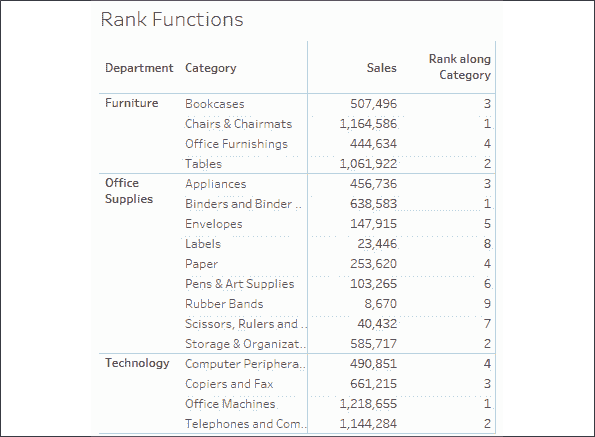 Rank Functions
Department Category Sales Rank along Category
Furniture Bookcases 507,496 3
Chairs & Chairmats 1,164,586 1
Office Furnishings 444,634 4
Tables 1,061,922 2
Office Supplies Appliances 456,736 3
Binders and Binder .. 638,583 1
Envelopes 147,915 5
Labels 23,446 8
Paper 253,620 4
Pens & Art Supplies 103,265 6
Rubber Bands 8,670 9
Scissors, Rulers and .. 40,432 7
Storage & Organizat.. 585,717 2
Technology Computer Periphera.. 490,851 4
Copiers and Fax 661,215 3
Office Machines 1,218,655 1
Telephones and Com.. 1,144,284 2